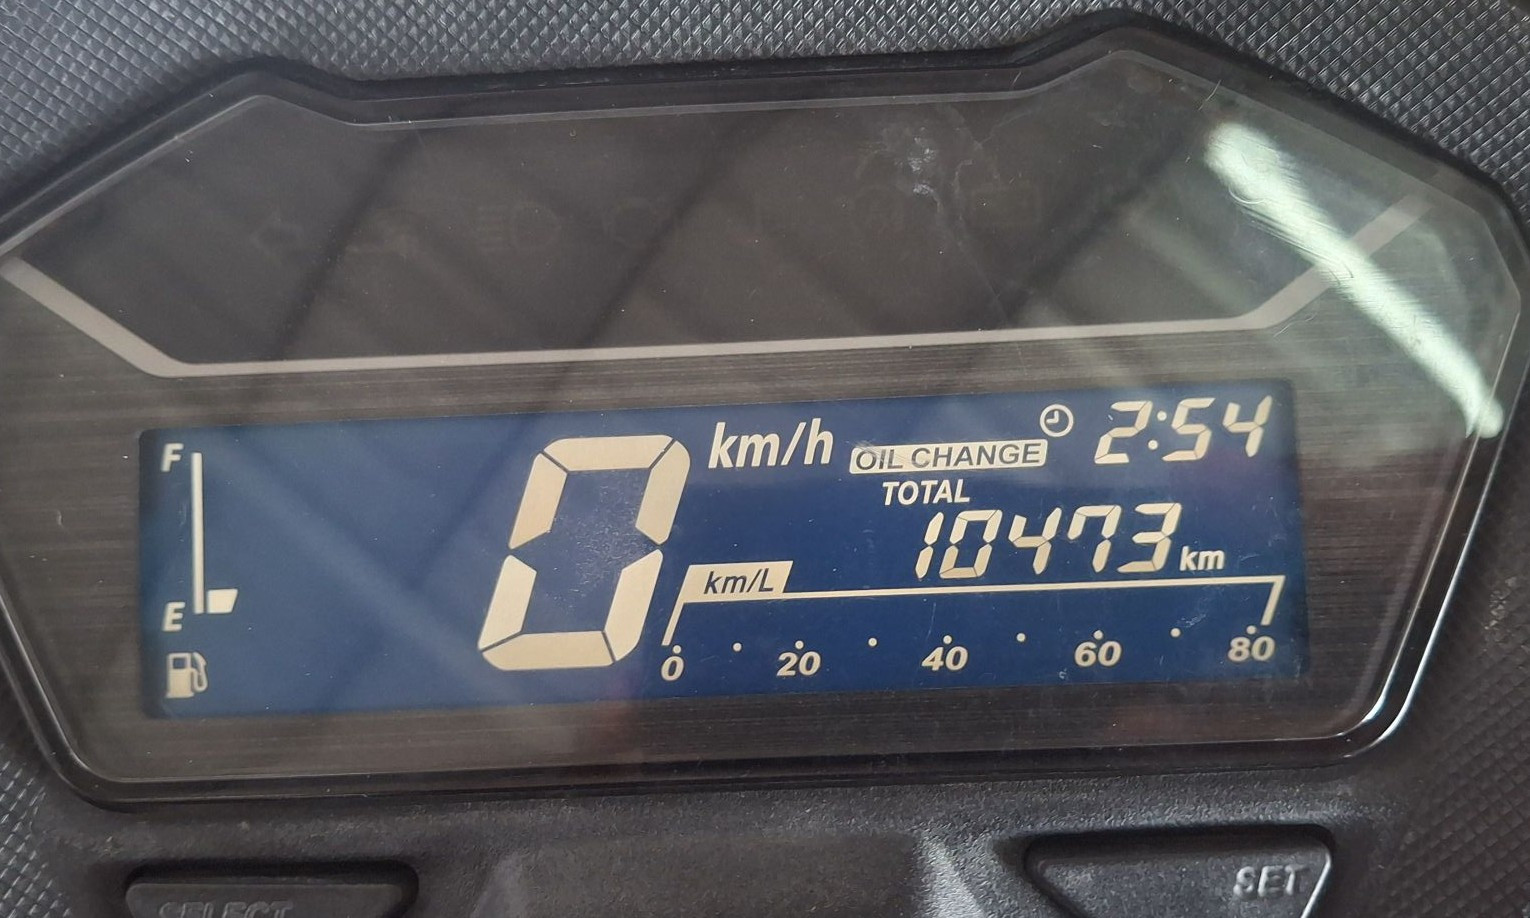 F
E
0 km/h
OIL CHANGE
2:54
TOTAL
10473 km
km/L
0 20 40 60 80
SELECT
SET